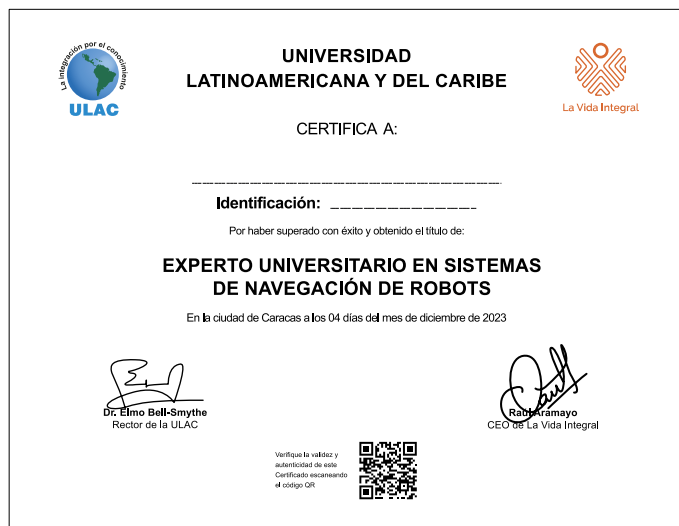 La integración por el conocimiento
ULAC
UNIVERSIDAD
LATINOAMERICANA Y DEL CARIBE
La Vida Integral
CERTIFICA A:
Identificación:
Por haber superado con éxito y obtenido el título de:
EXPERTO UNIVERSITARIO EN SISTEMAS
DE NAVEGACIÓN DE ROBOTS
En la ciudad de Caracas a los 04 días del mes de diciembre de 2023
Dr. Elmo Bell-Smythe
Rector de la ULAC
Raúl Aramayo
CEO de La Vida Integral
Verifique la validez y
autenticidad de este
Certificado escaneando
el código QR